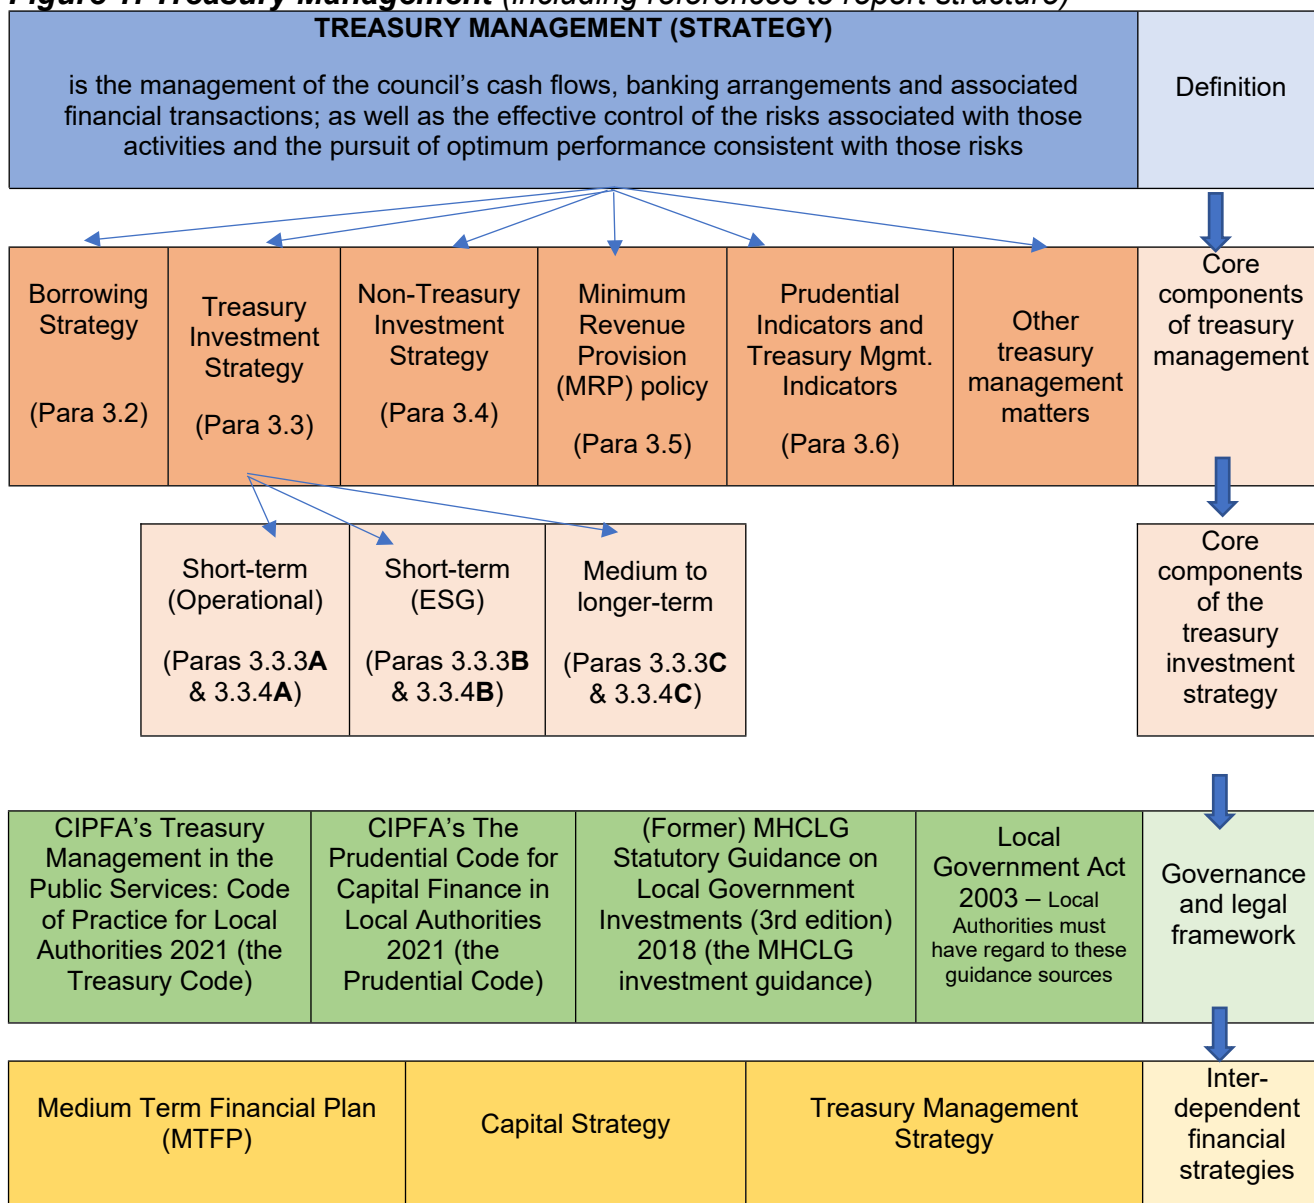 Figure 1: Treasury Management (including references to report structure)
TREASURY MANAGEMENT (STRATEGY)
is the management of the council's cash flows, banking arrangements and associated
financial transactions; as well as the effective control of the risks associated with those
activities and the pursuit of optimum performance consistent with those risks
Definition
Borrowing
Strategy
(Para 3.2)
Treasury
Investment
Strategy
(Para 3.3)
Non-Treasury
Investment
Strategy
(Para 3.4)
Minimum
Revenue
Provision
(MRP) policy
(Para 3.5)
Prudential
Indicators and
Treasury Mgmt.
Indicators
(Para 3.6)
Other
treasury
management
matters
Core
components
of treasury
management
Short-term
(Operational)
(Paras 3.3.3A
& 3.3.4A)
Short-term
(ESG)
(Paras 3.3.3B
& 3.3.4B)
Medium to
longer-term
(Paras 3.3.3C
& 3.3.4C)
Core
components
of the
treasury
investment
strategy
CIPFA's Treasury
Management in the
Public Services: Code
of Practice for Local
Authorities 2021 (the
Treasury Code)
CIPFA's The
Prudential Code for
Capital Finance in
Local Authorities
2021 (the
Prudential Code)
(Former) MHCLG
Statutory Guidance on
Local Government
Investments (3rd edition)
2018 (the MHCLG
investment guidance)
Local
Government Act
2003 – Local
Authorities must
have regard to these
guidance sources
Governance
and legal
framework
Medium Term Financial Plan
(MTFP)
Capital Strategy
Treasury Management
Strategy
Inter-
dependent
financial
strategies